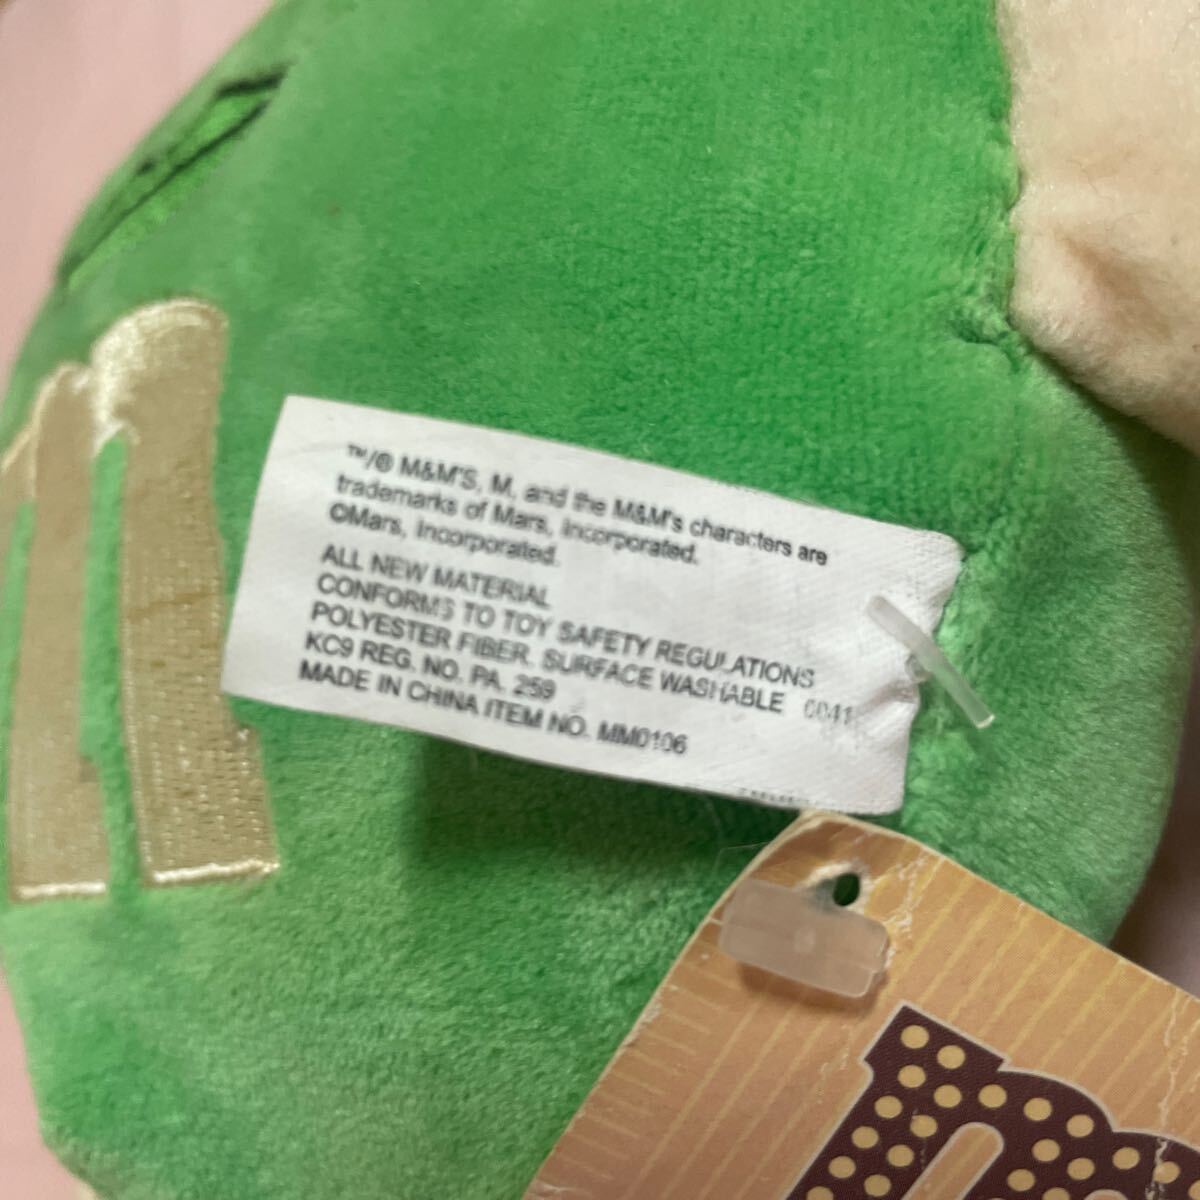 ™/® M&M'S, M, and the M&M's characters are
trademarks of Mars, Incorporated.
©Mars, Incorporated.
ALL NEW MATERIAL
CONFORMS TO TOY SAFETY REGULATIONS
POLYESTER FIBER. SURFACE WASHABLE 0041
KC9 REG. NO. PA. 259
MADE IN CHINA ITEM NO. MM0106
m